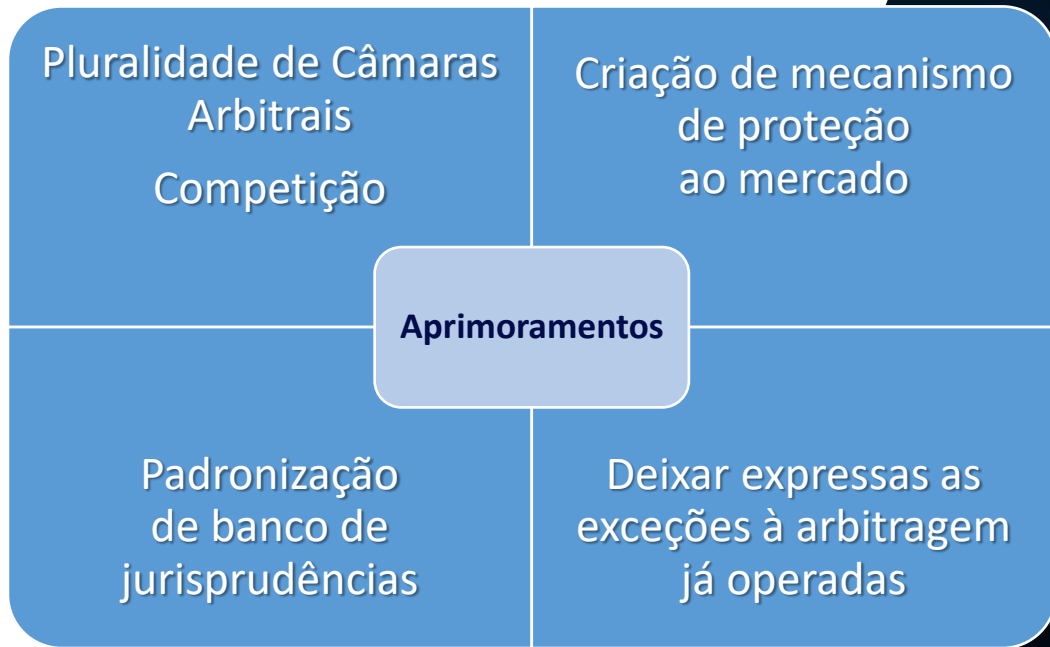 Pluralidade de Câmaras
Arbitrais
Competição
Criação de mecanismo
de proteção
ao mercado
Aprimoramentos
Padronização
de banco de
jurisprudências
Deixar expressas as
exceções à arbitragem
já operadas